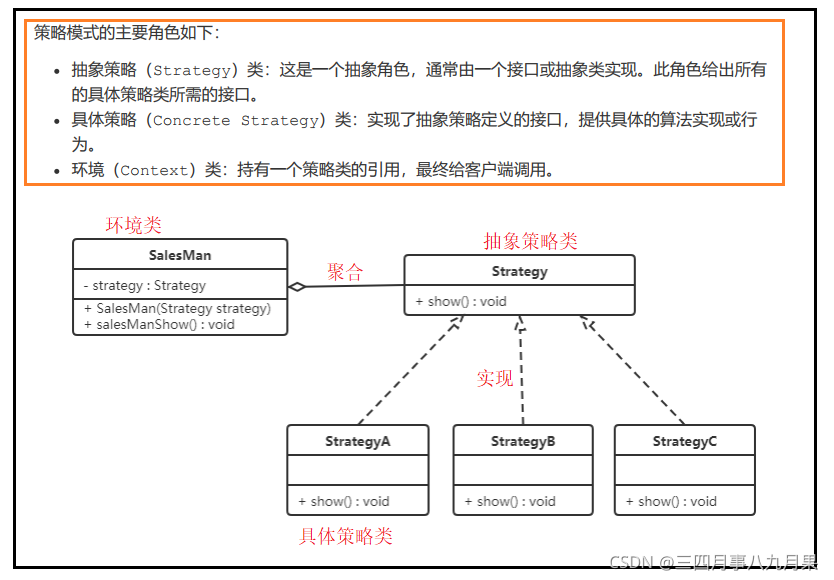 策略模式的主要角色如下：
• 抽象策略（Strategy）类：这是一个抽象角色，通常由一个接口或抽象类实现。此角色给出所有
的具体策略类所需的接口。
• 具体策略（Concrete Strategy）类：实现了抽象策略定义的接口，提供具体的算法实现或行
为。
• 环境（Context）类：持有一个策略类的引用，最终给客户端调用。
环境类
SalesMan
- strategy : Strategy
+ SalesMan(Strategy strategy)
+ salesManShow() : void
聚合
抽象策略类
Strategy
+ show() : void
实现
StrategyA
+ show() : void
StrategyB
+ show() : void
StrategyC
+ show() : void
具体策略类
CSDN @三四月事八九月果